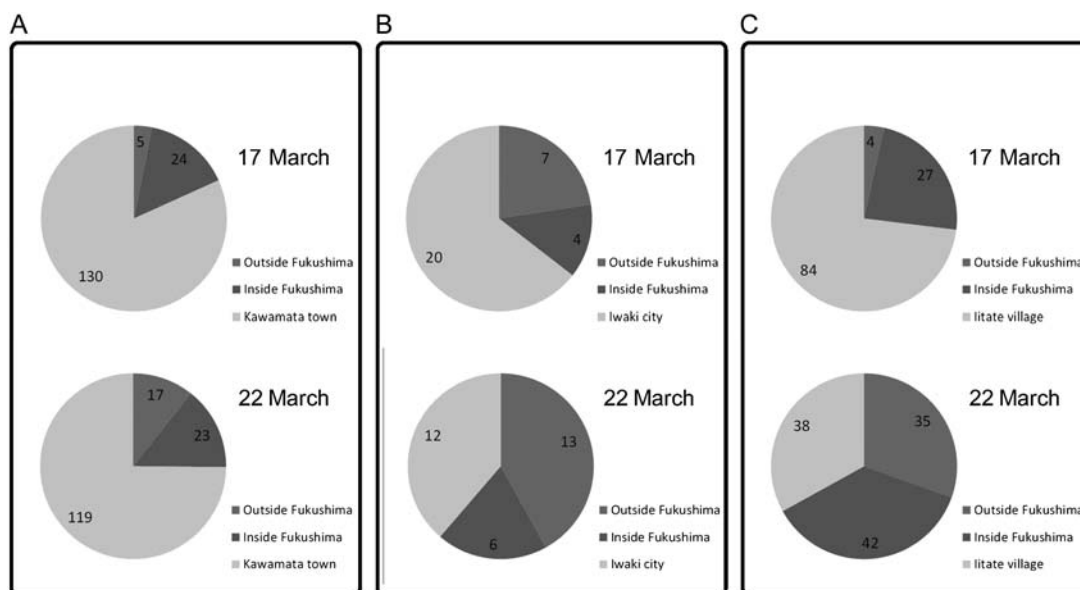 A
5
24
17 March
130
Outside Fukushima
Inside Fukushima
Kawamata town
17
22 March
23
119
Outside Fukushima
Inside Fukushima
Kawamata town
B
7
17 March
4
20
Outside Fukushima
Inside Fukushima
Iwaki city
22 March
12
13
6
Outside Fukushima
Inside Fukushima
Iwaki city
C
4
17 March
27
84
Outside Fukushima
Inside Fukushima
Iitate village
22 March
38
35
42
Outside Fukushima
Inside Fukushima
Iitate village